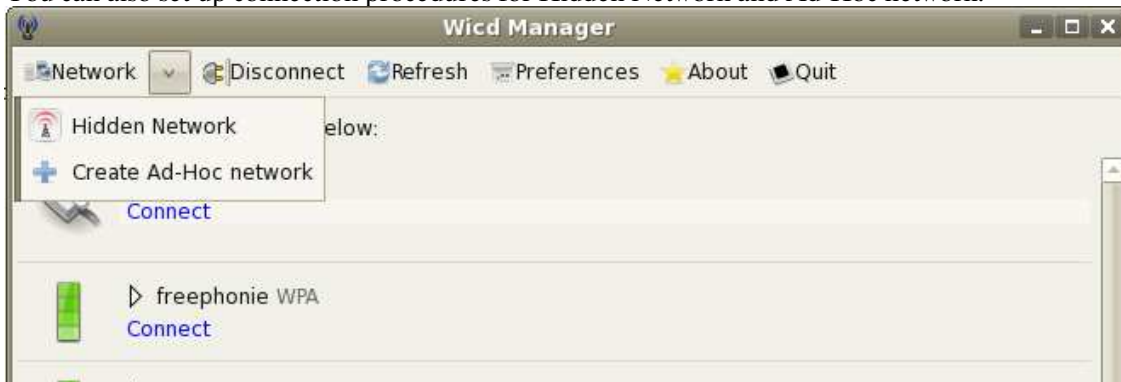 You can also set up connection procedures for Hidden Network and Ad-Hoc network.
Wicd Manager
Network Disconnect Refresh Preferences About Quit
Hidden Network
elow:
Create Ad-Hoc network
Connect
freephonie WPA
Connect